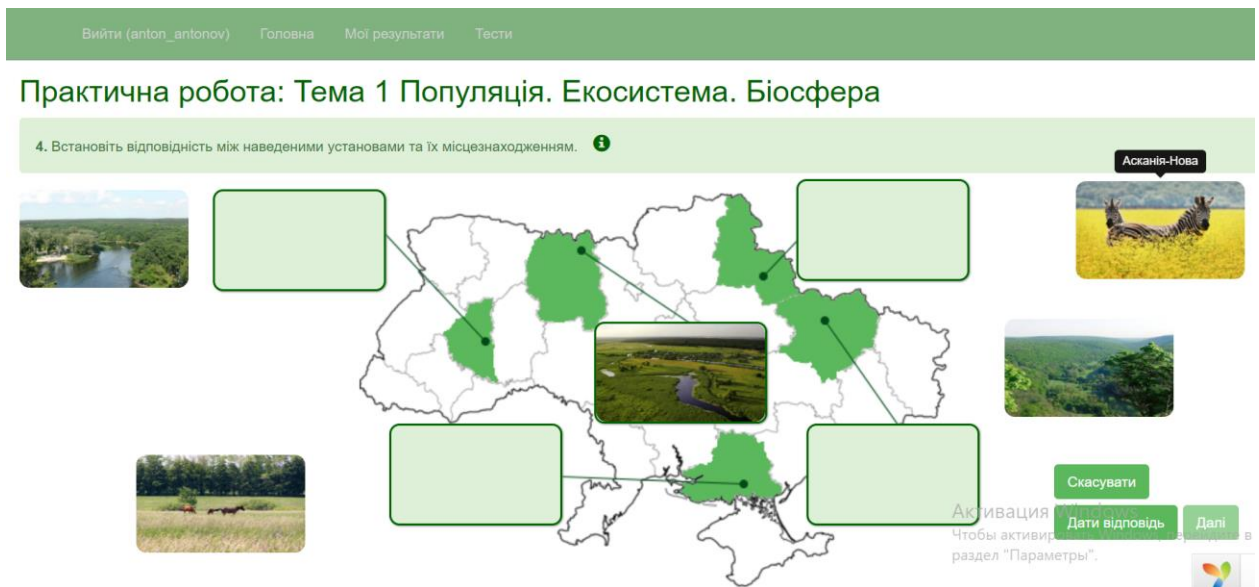 Вийти (anton_antonov) Головна Мої результати Тести
Практична робота: Тема 1 Популяція. Екосистема. Біосфера
4. Встановіть відповідність між наведеними установами та їх місцезнаходженням.
Асканія-Нова
Скасувати
Активация Windows
Дати відповідь Далі
Чтобы активировать Windows, перейдите в
раздел "Параметры".